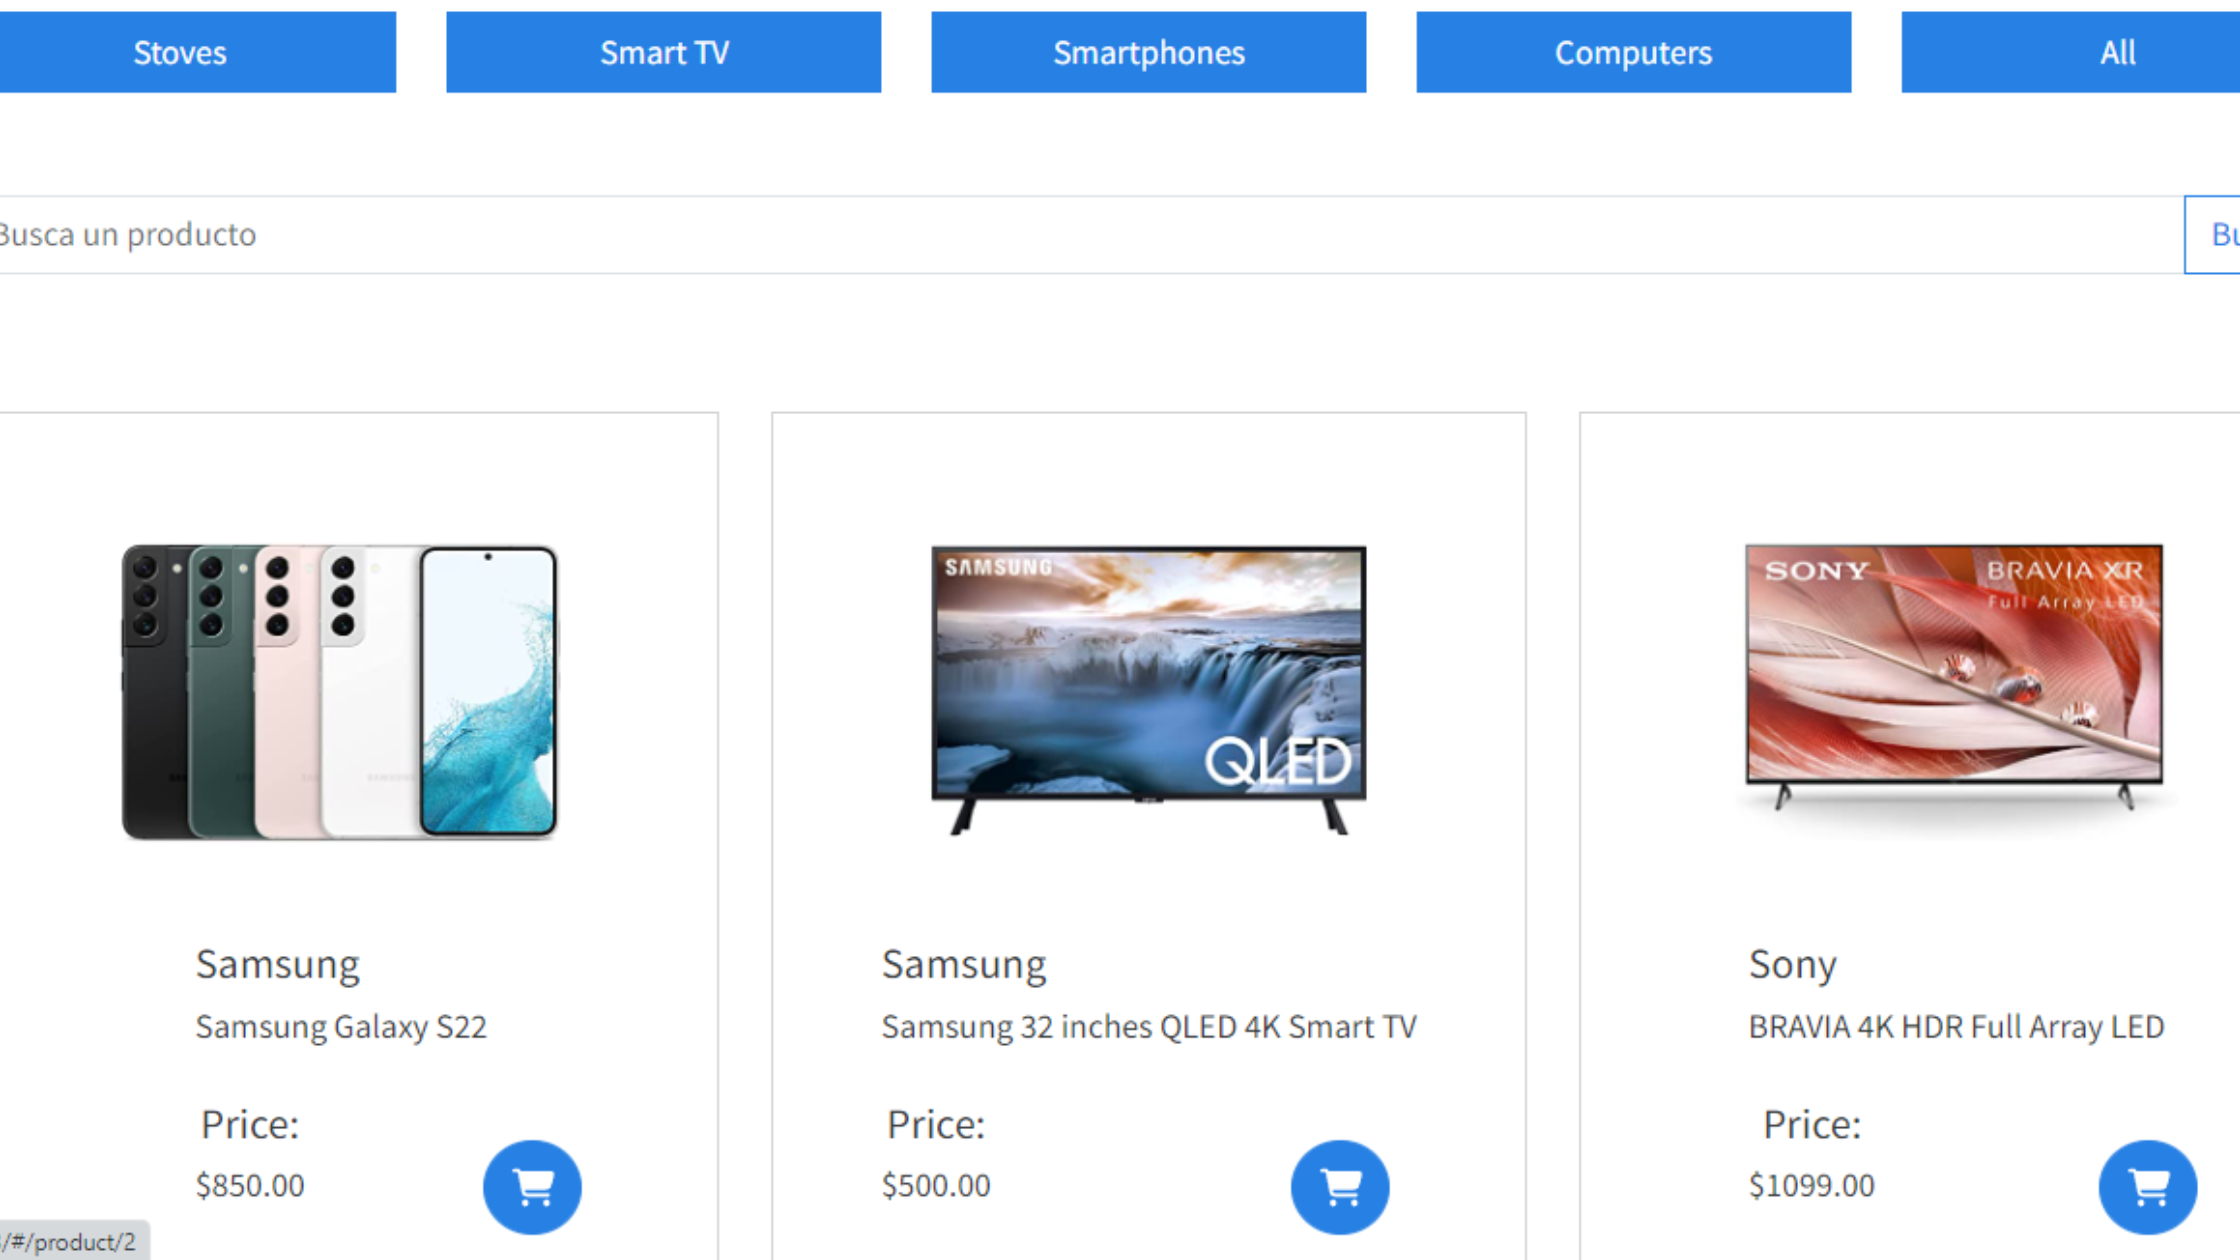 Stoves
Smart TV
Smartphones
Computers
All
Busca un producto
SAMSUNG
QLED
SONY
BRAVIA XR
Full Array LED
Samsung
Samsung Galaxy S22
Price:
$850.00
Samsung
Samsung 32 inches QLED 4K Smart TV
Price:
$500.00
Sony
BRAVIA 4K HDR Full Array LED
Price:
$1099.00
/#/product/2